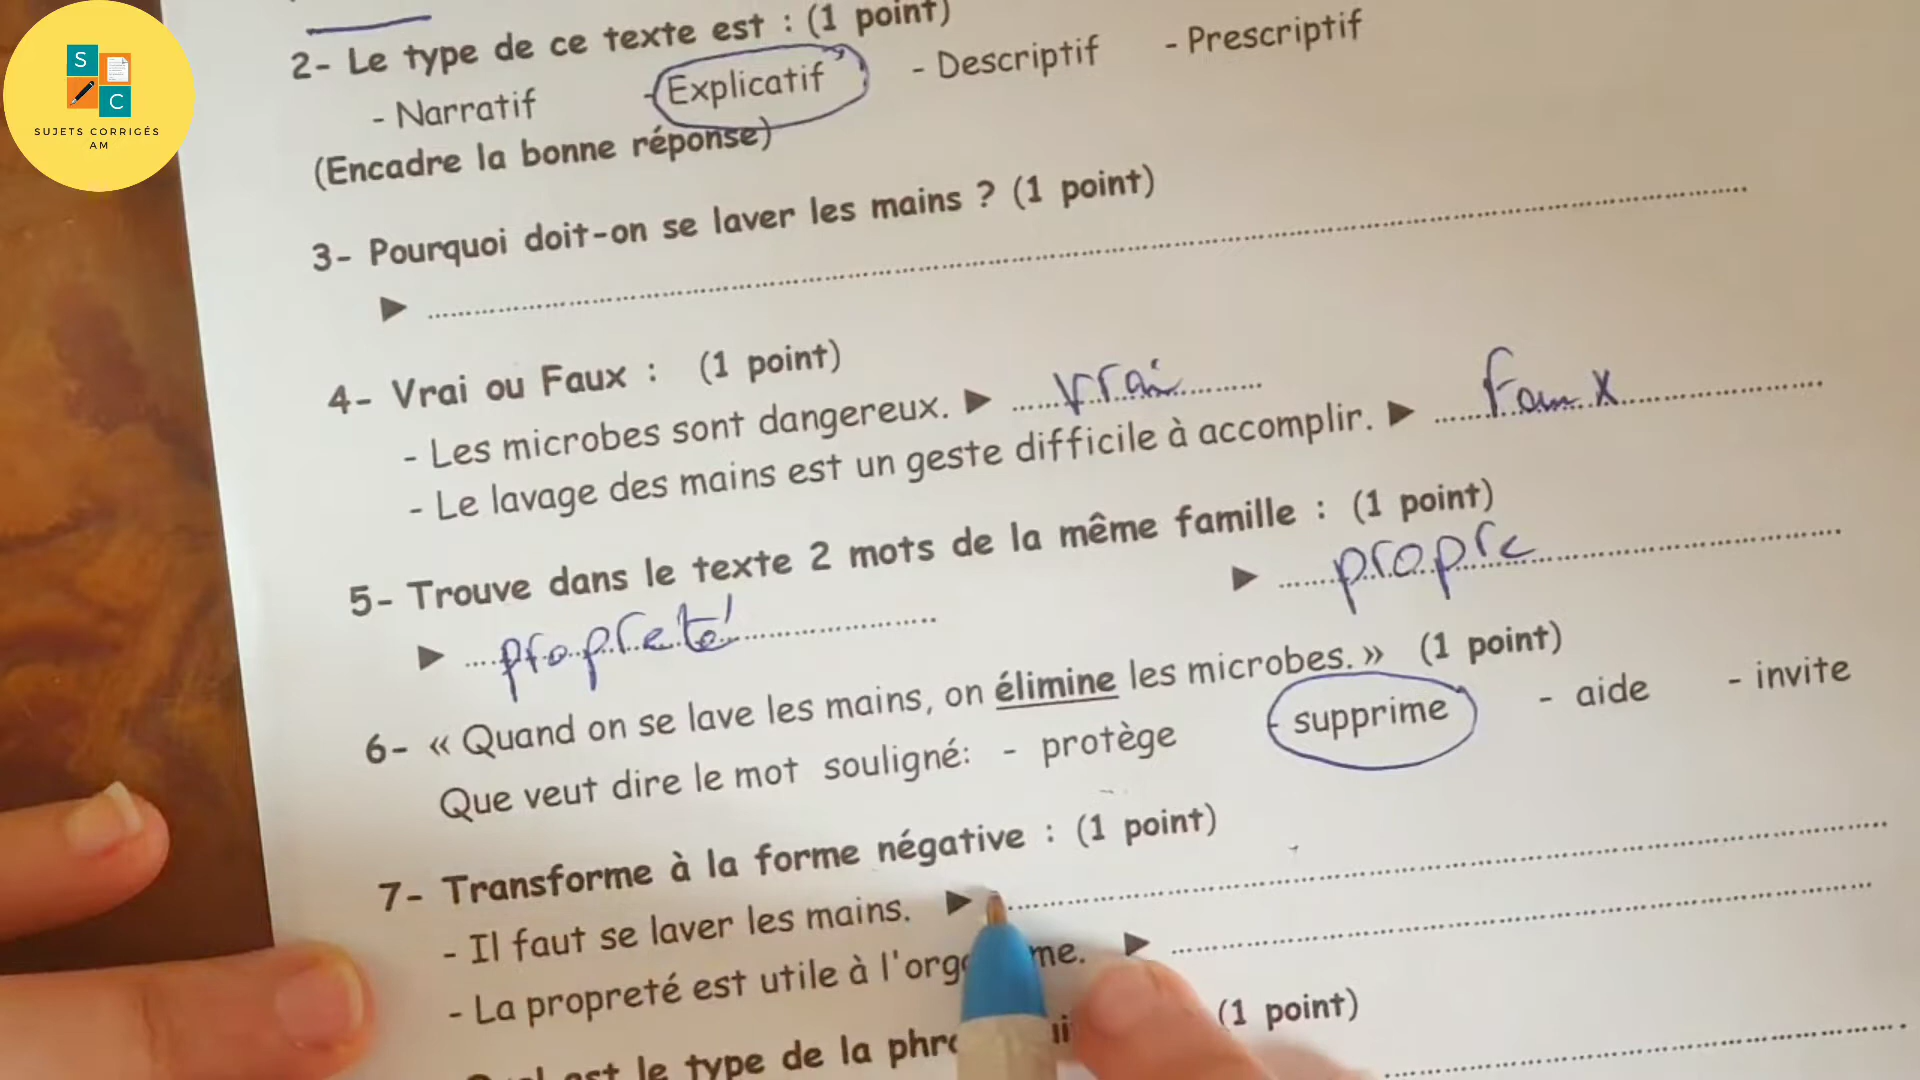 S
C
SUJETS CORRIGÉS
AM
2- Le type de ce texte est : (1 point)
- Narratif - Explicatif - Descriptif - Prescriptif
(Encadre la bonne réponse)
3- Pourquoi doit-on se laver les mains ? (1 point)
4- Vrai ou Faux : (1 point)
- Les microbes sont dangereux. ► vrai
- Le lavage des mains est un geste difficile à accomplir. ► Faux
5- Trouve dans le texte 2 mots de la même famille : (1 point)
► propreté ► propre
6- « Quand on se lave les mains, on élimine les microbes. » (1 point)
Que veut dire le mot souligné: - protège - supprime - aide - invite
7- Transforme à la forme négative : (1 point)
- Il faut se laver les mains. ►
- La propreté est utile à l'org me. ►
est le type de la (1 point)